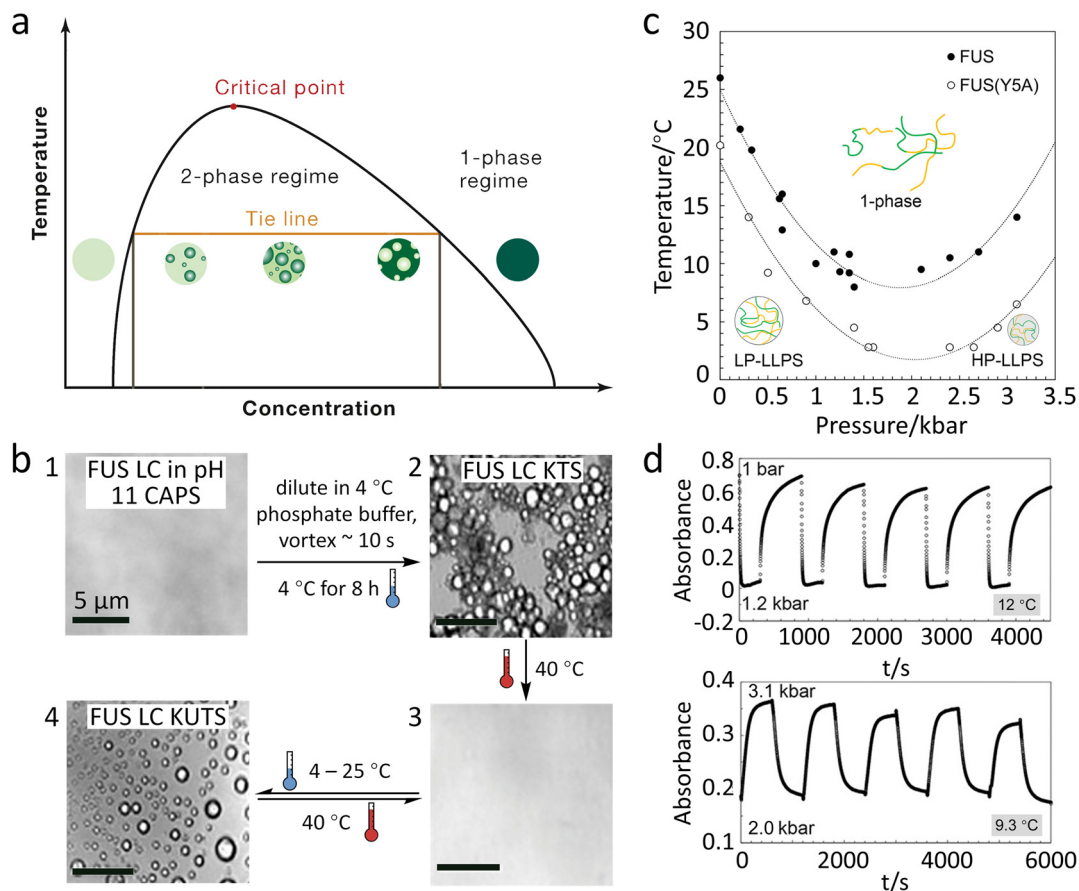 a
Temperature
Critical point
2-phase regime
1-phase
regime
Tie line
Concentration
b
1
FUS LC in pH
11 CAPS
5 µm
dilute in 4 °C
phosphate buffer,
vortex ~ 10 s
4 °C for 8 h
2
FUS LC KTS
40 °C
4
FUS LC KUTS
4 – 25 °C
40 °C
3
c
Temperature/°C
30
25
20
15
10
5
0
FUS
FUS(Y5A)
1-phase
LP-LLPS
HP-LLPS
0
0.5
1
1.5
2
2.5
3
3.5
Pressure/kbar
d
Absorbance
0.8
0.6
0.4
0.2
0
-0.2
1 bar
1.2 kbar
12 °C
0
1000
2000
3000
4000
t/s
Absorbance
0.4
0.3
0.2
0.1
3.1 kbar
2.0 kbar
9.3 °C
0
2000
4000
6000
t/s